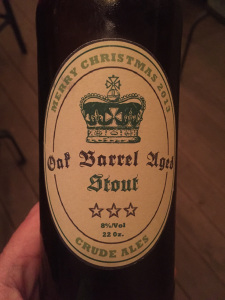 MERRY CHRISTMAS 2013
Oak Barrel Aged
Stout
8%/Vol
22 Oz.
CRUDE ALES